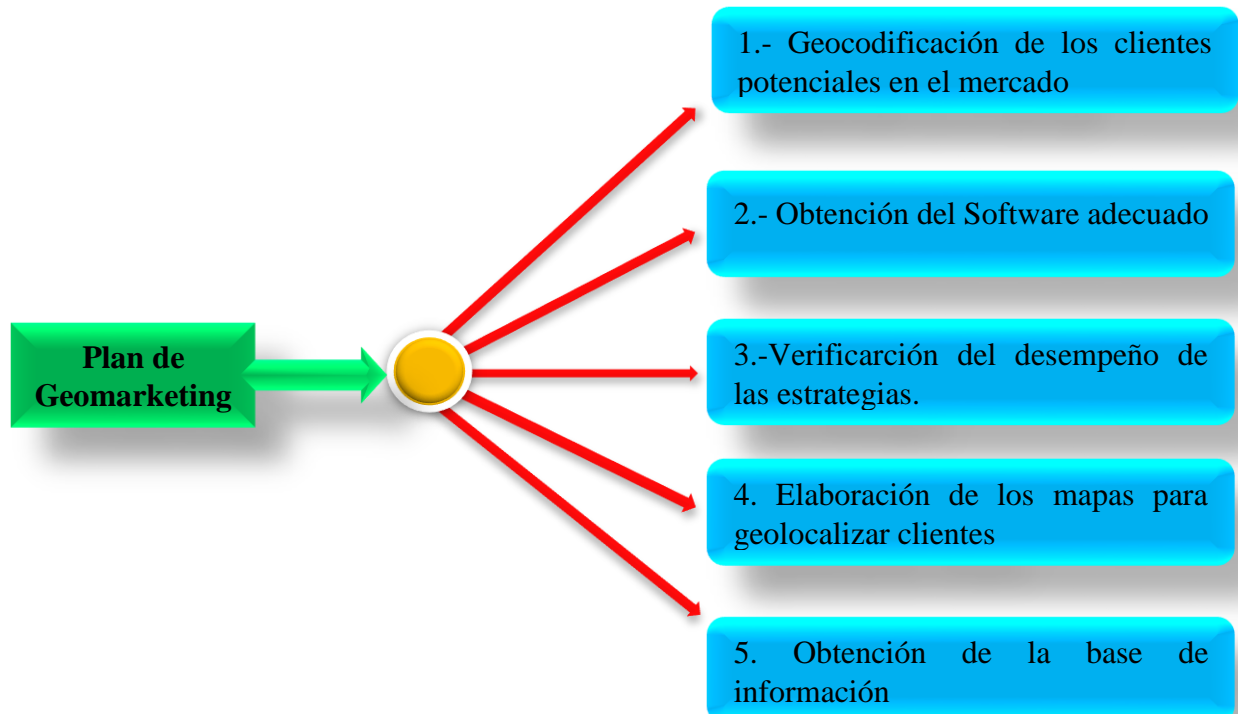 Plan de
Geomarketing
1.- Geocodificación de los clientes
potenciales en el mercado
2.- Obtención del Software adecuado
3.-Verificarción del desempeño de
las estrategias.
4. Elaboración de los mapas para
geolocalizar clientes
5. Obtención de la base de
información